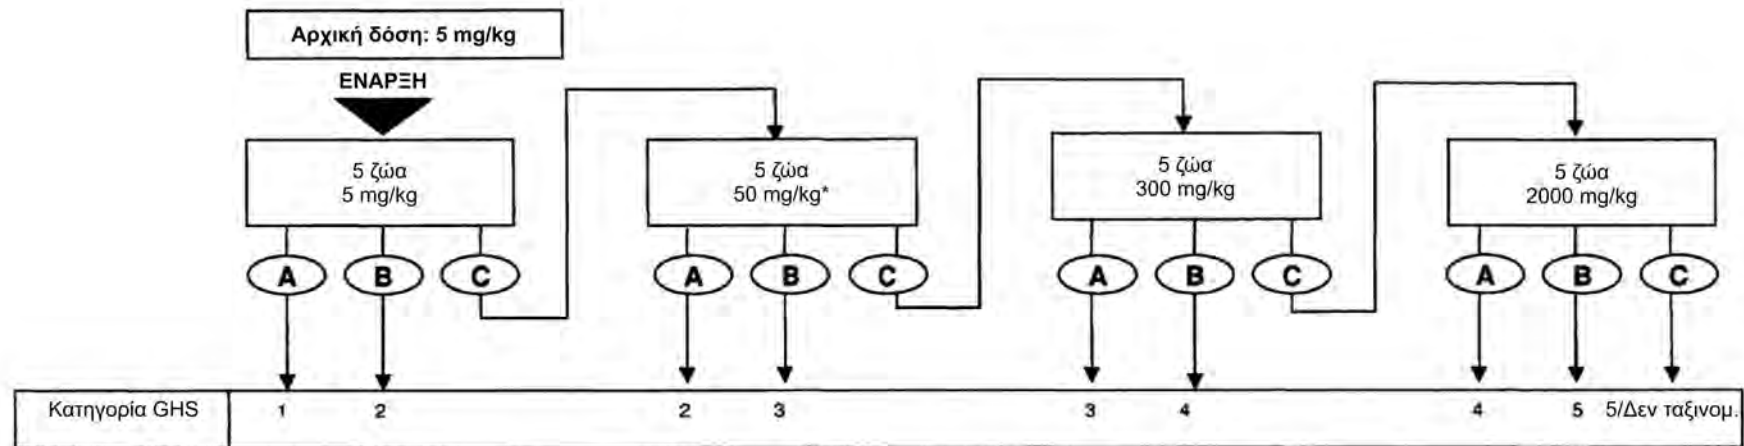 Αρχική δόση: 5 mg/kg
ΕΝΑΡΞΗ
5 ζώα
5 mg/kg
5 ζώα
50 mg/kg*
5 ζώα
300 mg/kg
5 ζώα
2000 mg/kg
A B C A B C A B C A B C
Κατηγορία GHS 1 2 2 3 3 4 4 5 5/Δεν ταξινομ.